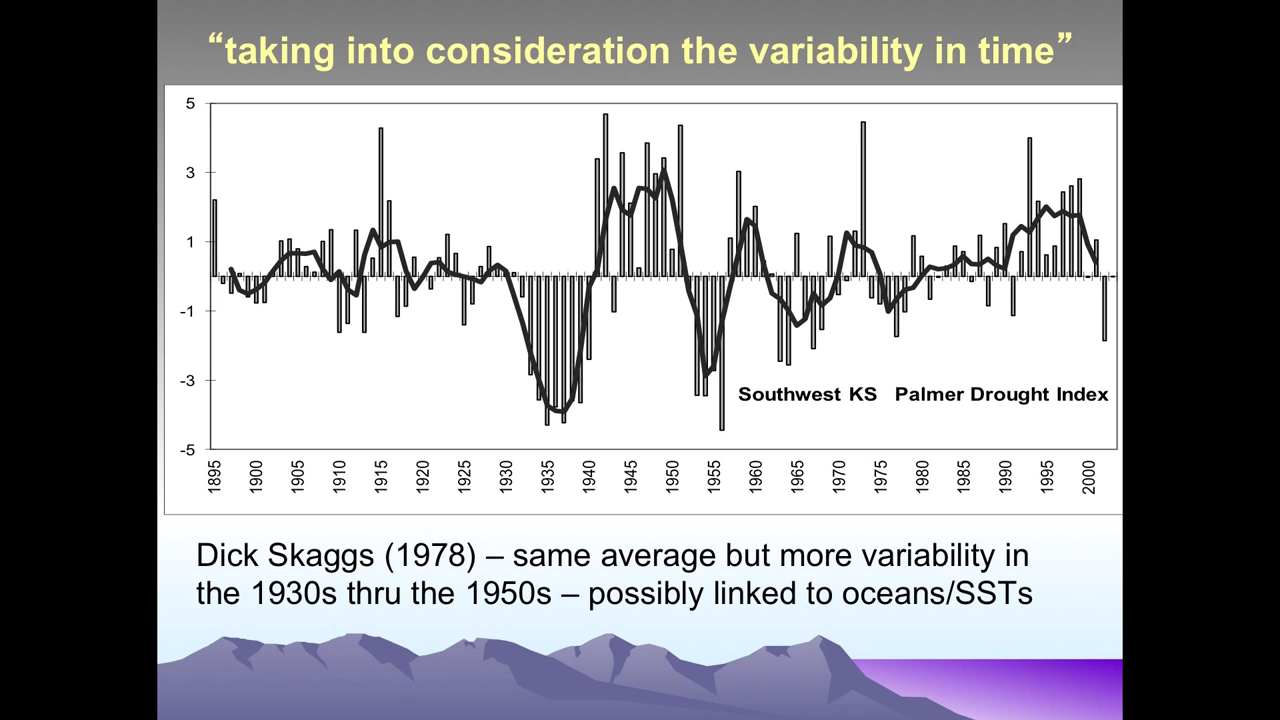 “taking into consideration the variability in time”
5
3
1
-1
-3
-5
Southwest KS Palmer Drought Index
1895 1900 1905 1910 1915 1920 1925 1930 1935 1940 1945 1950 1955 1960 1965 1970 1975 1980 1985 1990 1995 2000
Dick Skaggs (1978) – same average but more variability in
the 1930s thru the 1950s – possibly linked to oceans/SSTs